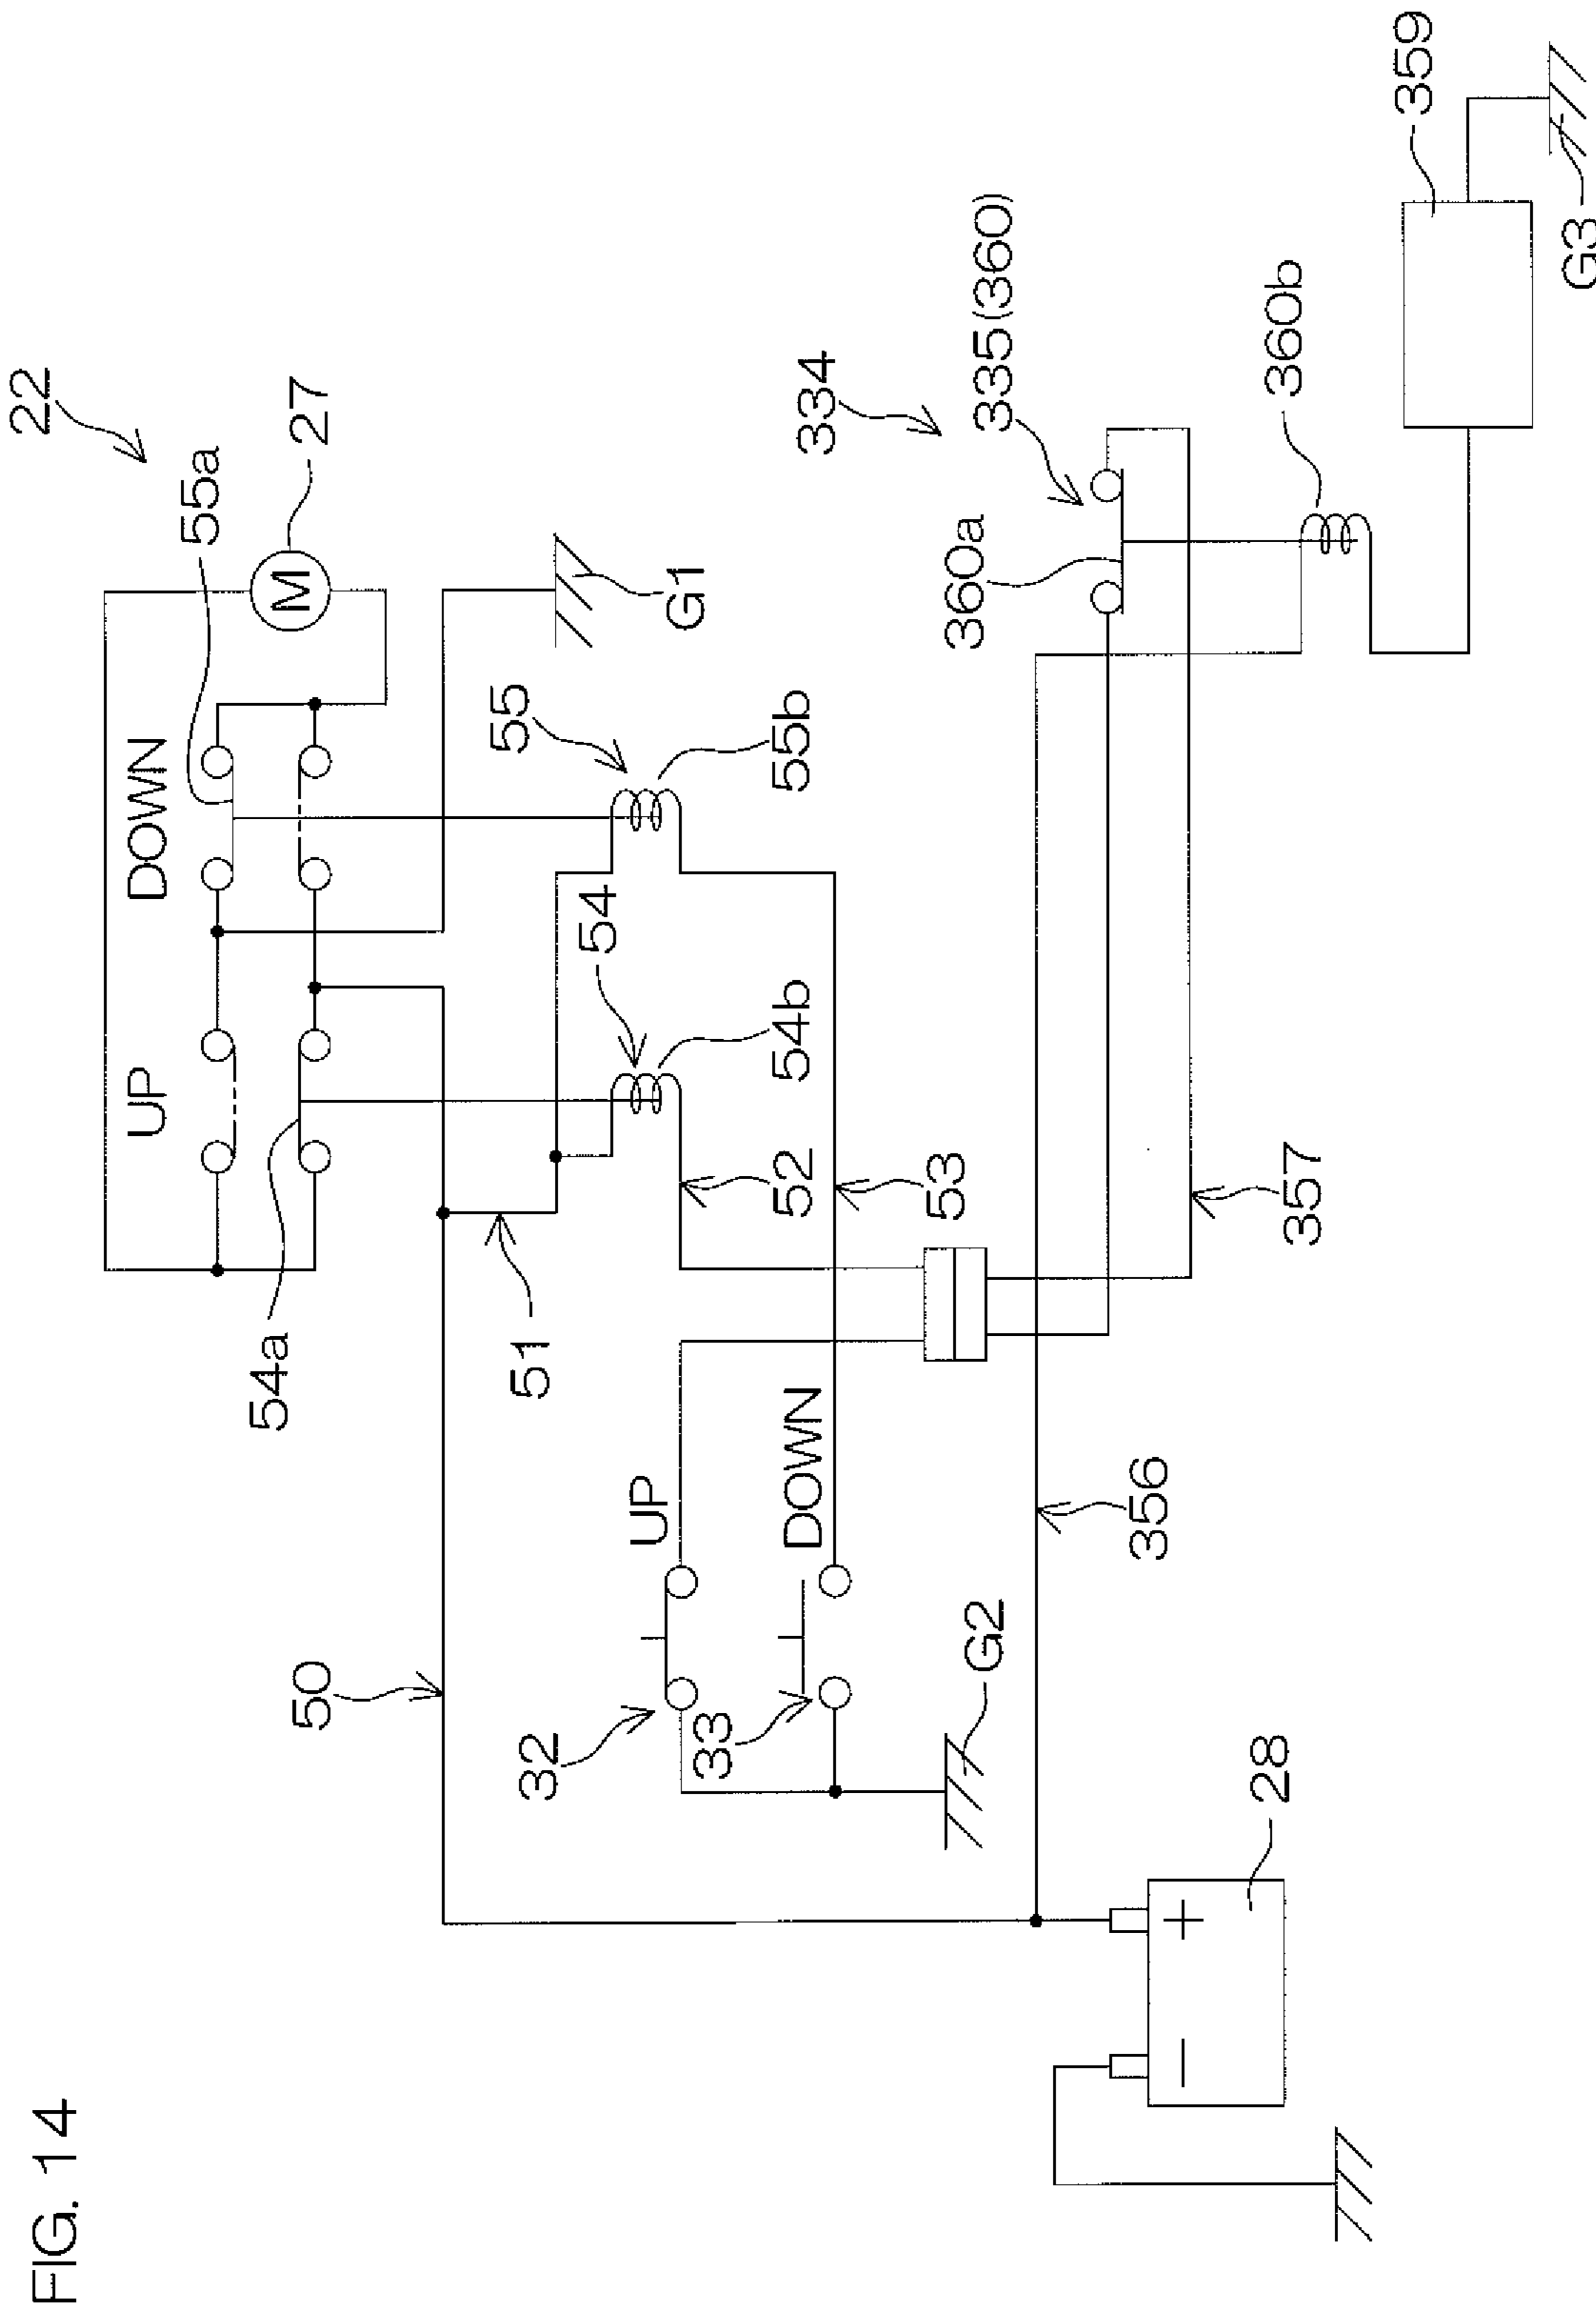 FIG. 14
22
27
55a
DOWN
UP
54a
G1
55
55b
54
54b
50
51
52
53
UP
DOWN
32
33
G2
334
335(360)
360a
360b
359
G3
356
357
28
M
+
−